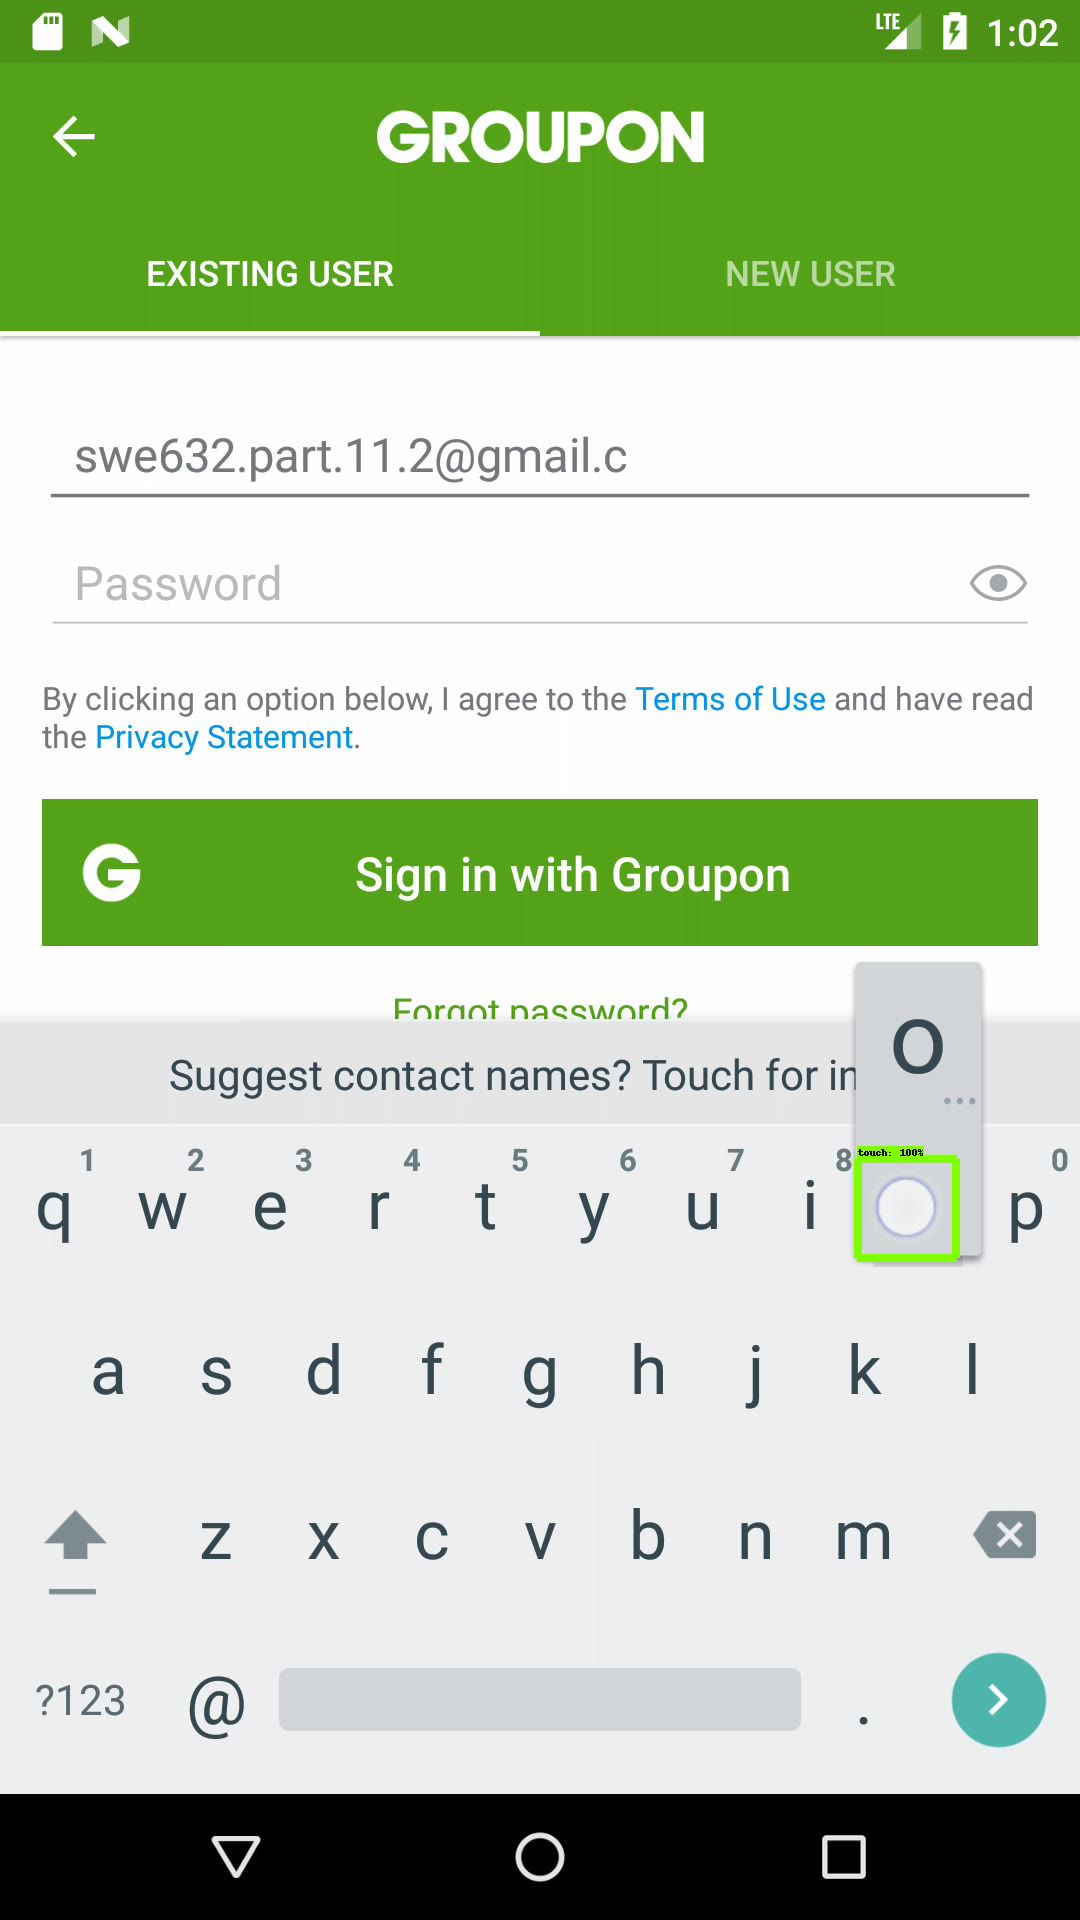 LTE 1:02
GROUPON
EXISTING USER NEW USER
swe632.part.11.2@gmail.c
Password
By clicking an option below, I agree to the Terms of Use and have read
the Privacy Statement.
G Sign in with Groupon
Forgot password?
Suggest contact names? Touch for in
o
...
touch: 100%
1 2 3 4 5 6 7 8 0
q w e r t y u i p
a s d f g h j k l
z x c v b n m
?123 @ .